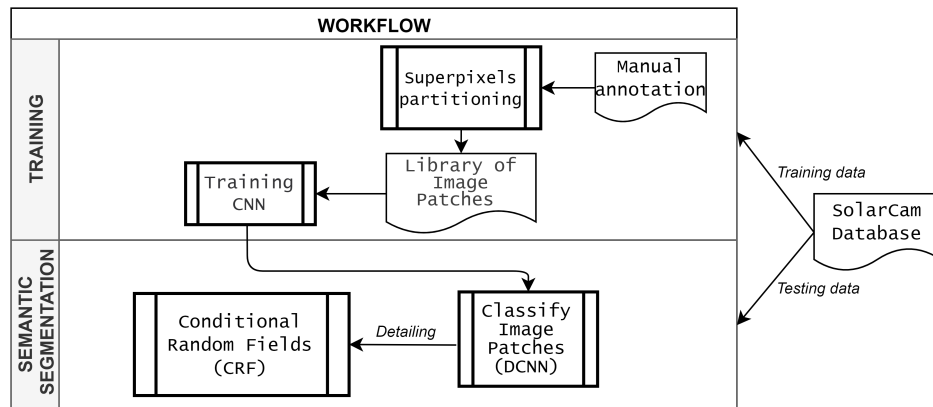 WORKFLOW
TRAINING
Superpixels
partitioning
Manual
annotation
Library of
Image
Patches
Training
CNN
Training data
SolarCam
Database
Testing data
SEMANTIC
SEGMENTATION
Conditional
Random Fields
(CRF)
Detailing
Classify
Image
Patches
(DCNN)